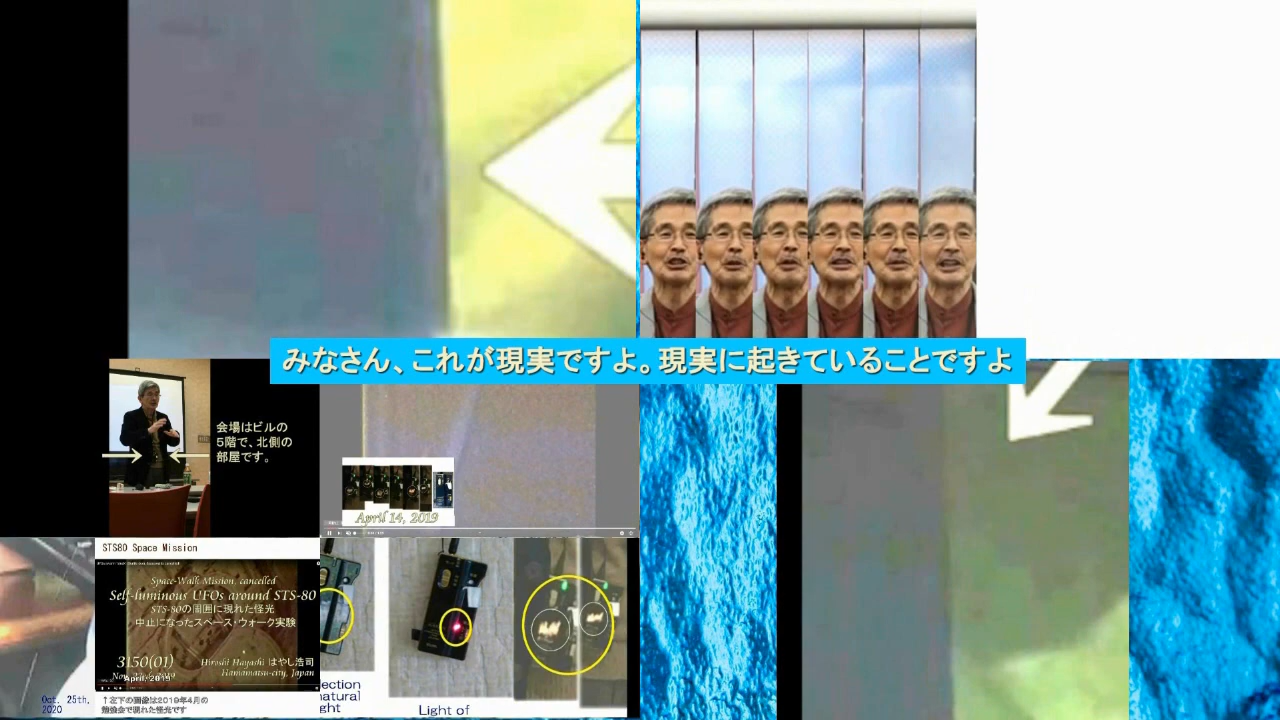 みなさん、これが現実ですよ。現実に起きていることですよ
会場はビルの
5階で、北側の
部屋です。
April 14, 2019
STS80 Space Mission
Space-Walk Mission, cancelled
Self-luminous UFOs around STS-80
STS-80の周囲に現れた怪光
中止になったスペース・ウォーク実験
3150(01)
Hiroshi Hayashi はやし浩司
Hamamatsu-city, Japan
April, 2019
Oct. 25th,
2020
↑左下の画像は2019年4月の
勉強会で現れた怪光です
ection
natural
ght
Light of